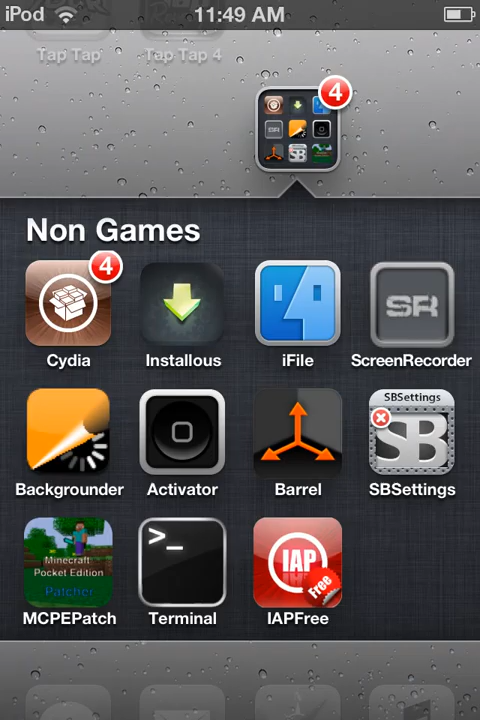 iPod 11:49 AM
Tap Tap Tap Tap 4
4
Non Games
4
SR
Cydia Installous iFile ScreenRecorder
SBSettings
SB
Backgrounder Activator Barrel SBSettings
Minecraft
Pocket Edition
Patcher
>_
IAP
Free
MCPEPatch Terminal IAPFree